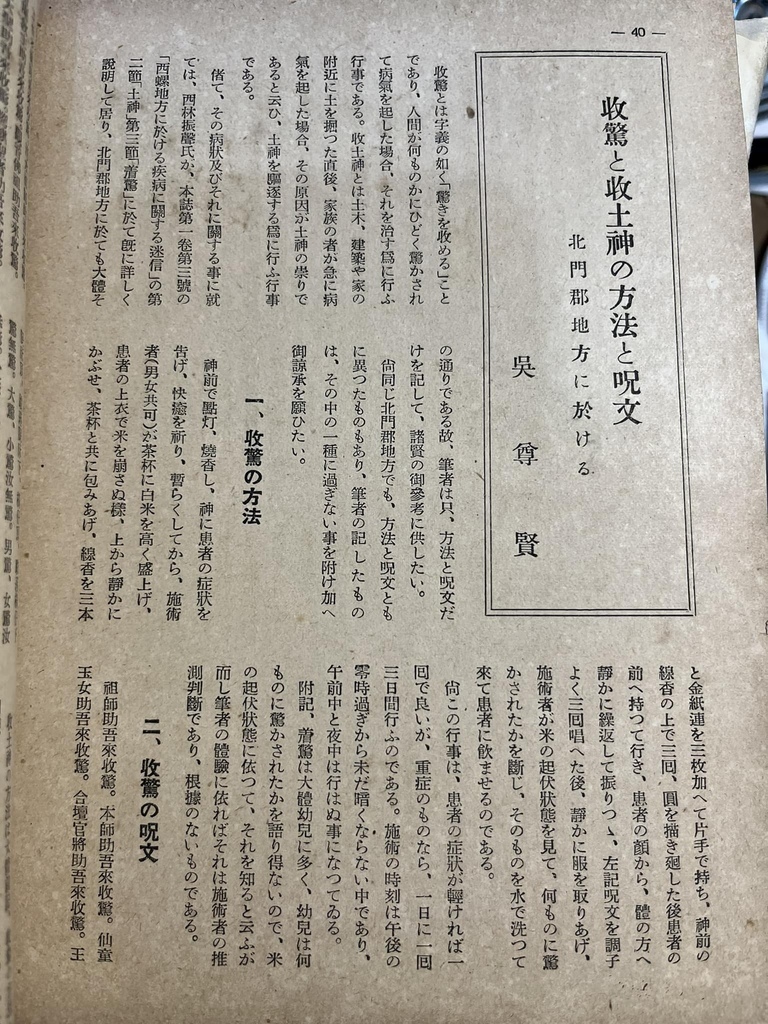 — 40 —
收驚と收土神の方法と呪文
北門郡地方に於ける
吳尊賢
收驚とは字義の如く「驚きを收める」こと
であり、人間が何ものかにひどく驚かされ
て病氣を起した場合、それを治す爲に行ふ
行事である。收土神とは土木、建築や家の
附近に土を掘つた直後、家族の者が急に病
氣を起した場合、その原因が土神の祟りで
あると云ひ、土神を驅逐する爲に行ふ行事
である。
偖て、その病狀及びそれに關する事に就
ては、西林振聲氏が、本誌第一卷第三號の
「西螺地方に於ける疾病に關する迷信」の第
二節「土神」第三節「着驚」に於て旣に詳しく
說明して居り、北門郡地方に於ても大體そ
の通りである故、筆者は只、方法と呪文だ
けを記して、諸賢の御參考に供したい。
尙同じ北門郡地方でも、方法と呪文とも
に異つたものもあり、筆者の記したもの
は、その中の一種に過ぎない事を附け加へ
御諒承を願ひたい。
一、收驚の方法
神前で點灯、燒香し、神に患者の症狀を
告げ、快癒を祈り、暫らくしてから、施術
者(男女共可)が茶杯に白米を高く盛上げ、
患者の上衣で米を崩さぬ樣、上から靜かに
かぶせ、茶杯と共に包みあげ、線香を三本
と金紙連を三枚加へて片手で持ち、神前の
線香の上で三囘、圓を描き廻した後患者の
前へ持つて行き、患者の顏から、體の方へ
靜かに繰返して振りつゝ、左記呪文を調子
よく三囘唱へた後、靜かに服を取りあげ、
施術者が米の起伏狀態を見て、何ものに驚
かされたかを斷し、そのものを水で洗つて
來て患者に飮ませるのである。
尙この行事は、患者の症狀が輕ければ一
囘で良いが、重症のものなら、一日に一囘
三日間行ふのである。施術の時刻は午後の
零時過ぎから未だ暗くならない中であり、
午前中と夜中は行はぬ事になつてゐる。
附記、着驚は大體幼兒に多く、幼兒は何
ものに驚かされたかを語り得ないので、米
の起伏狀態に依つて、それを知ると云ふが
而し筆者の體驗に依ればそれは施術者の推
測判斷であり、根據のないものである。
二、收驚の呪文
祖師助吾來收驚。本師助吾來收驚。仙童
玉女助吾來收驚。合壇官將助吾來收驚。王